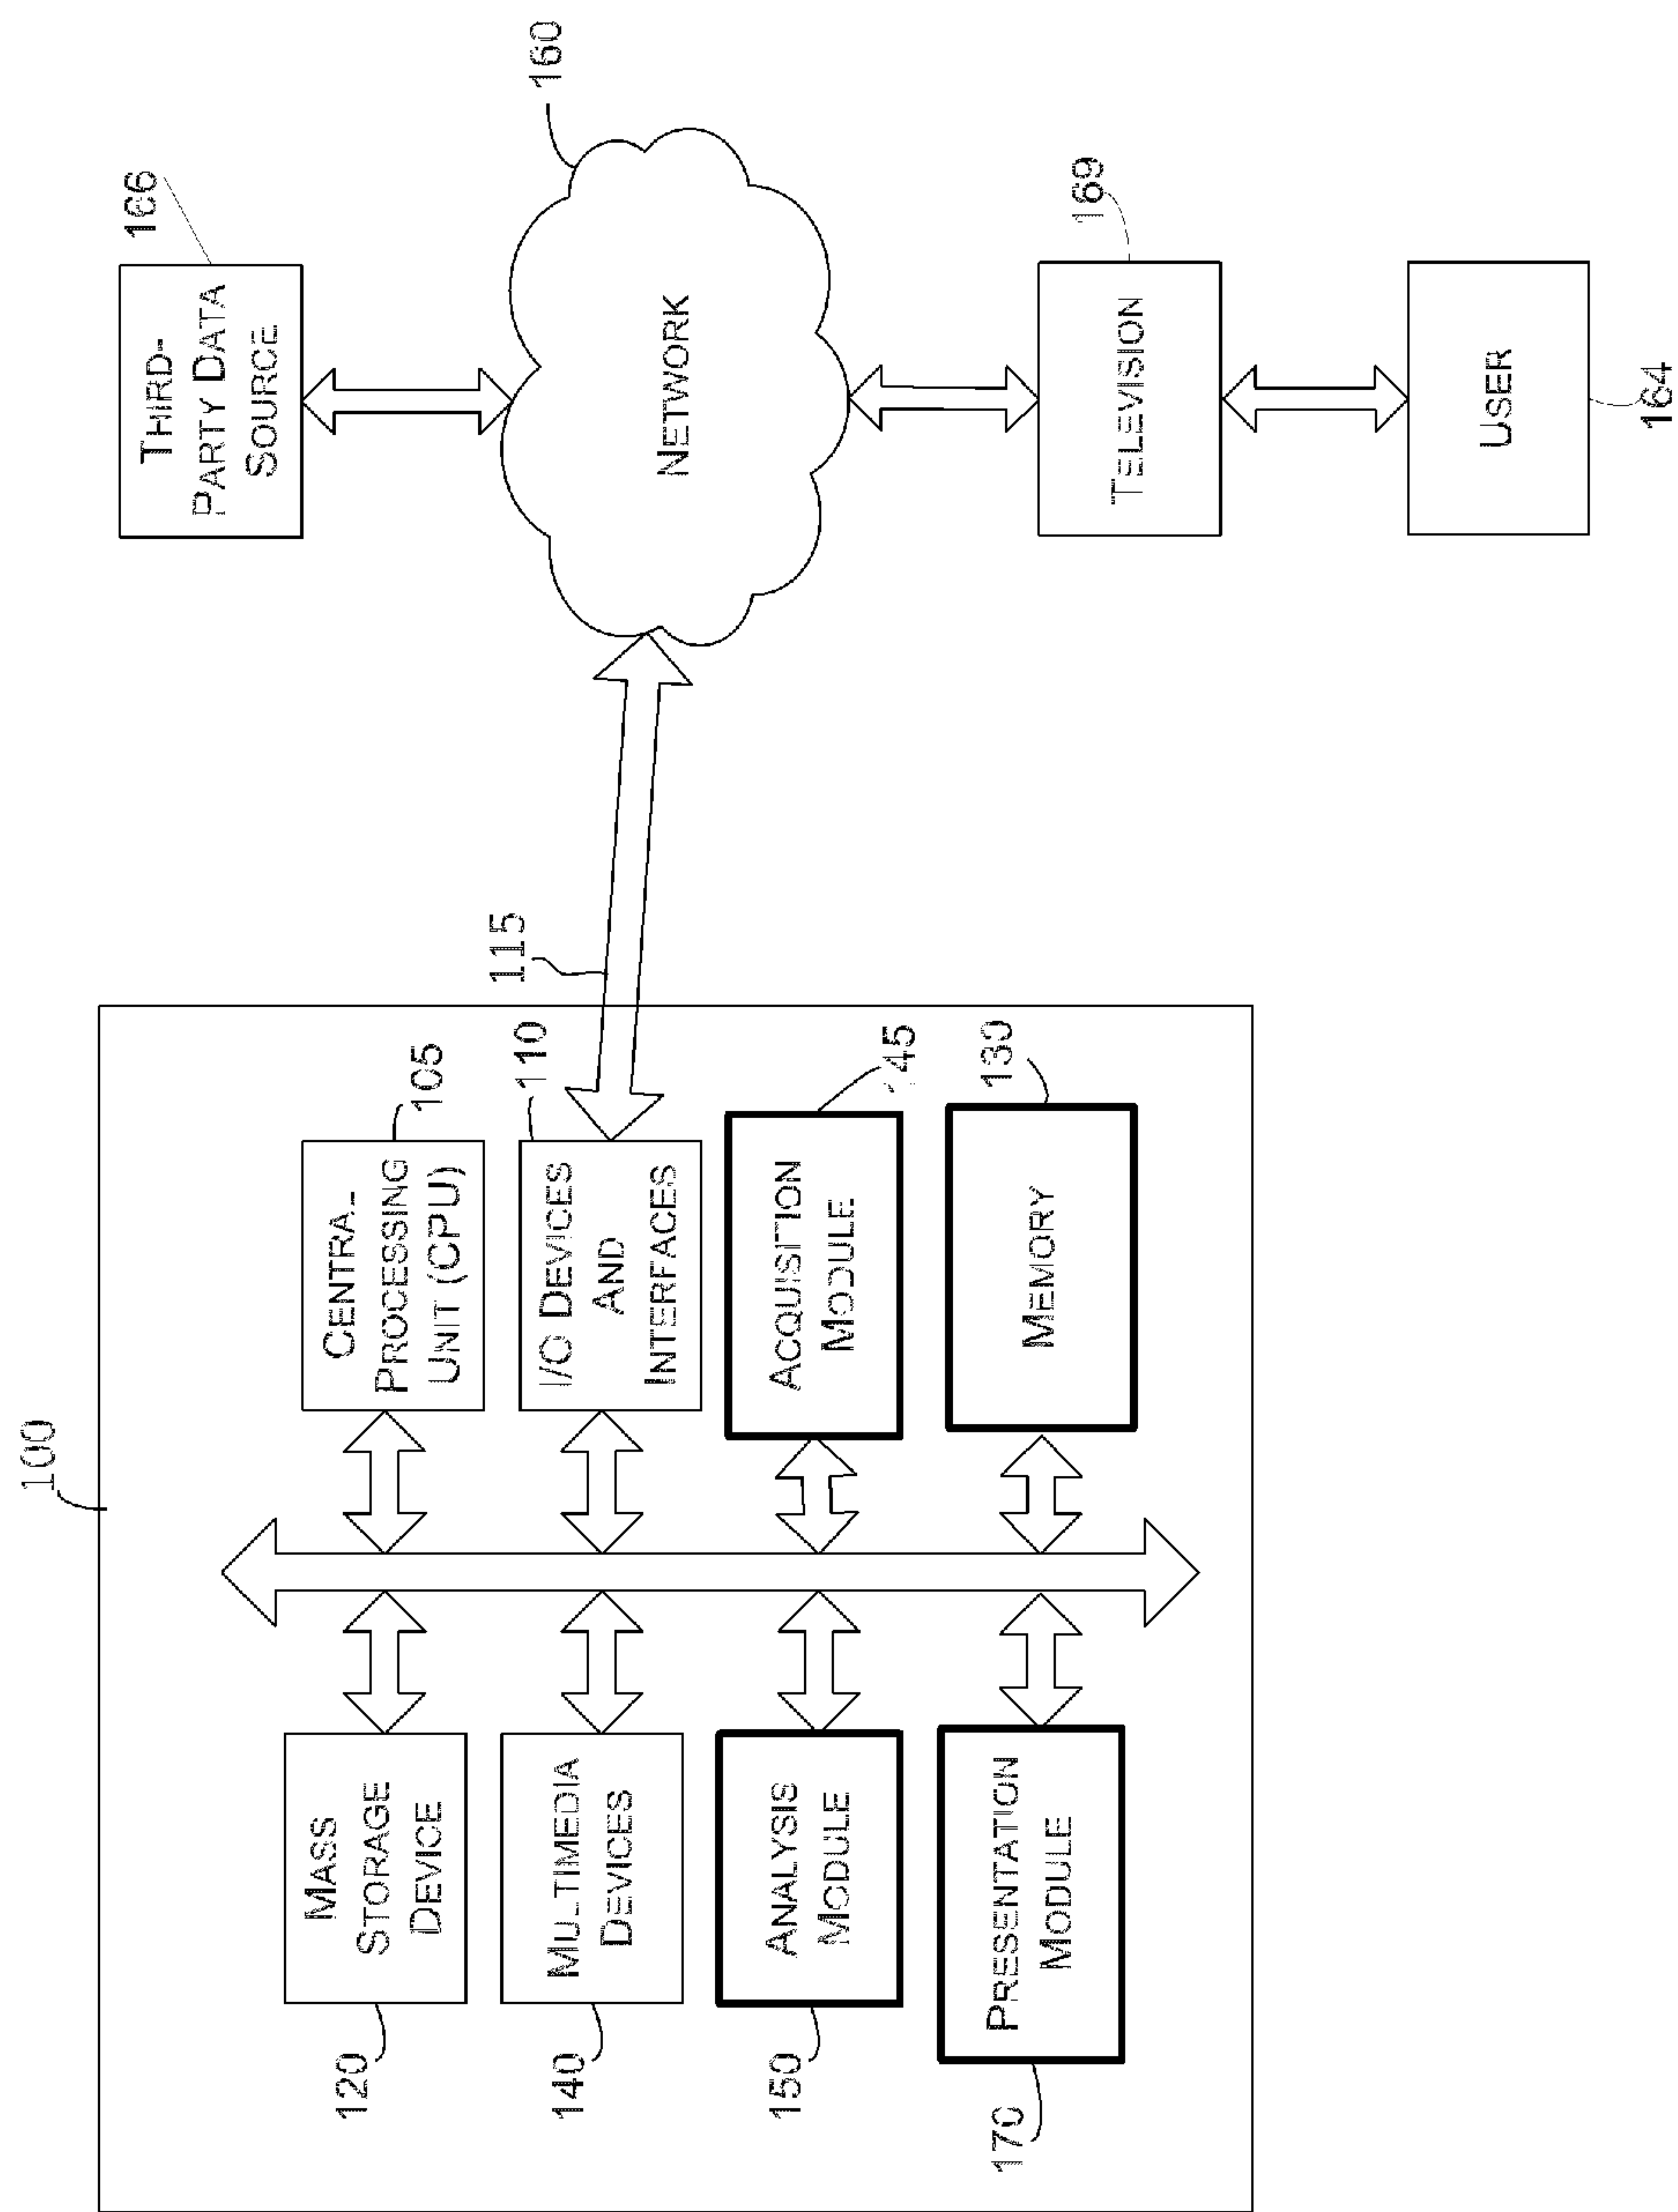 100
120
MASS
STORAGE
DEVICE
CENTRAL
PROCESSING
UNIT (CPU)
105
140
MULTIMEDIA
DEVICES
I/O DEVICES
AND
INTERFACES
110
115
150
ANALYSIS
MODULE
ACQUISITION
MODULE
145
170
PRESENTATION
MODULE
MEMORY
130
THIRD-
PARTY DATA
SOURCE
166
NETWORK
160
TELEVISION
169
USER
164